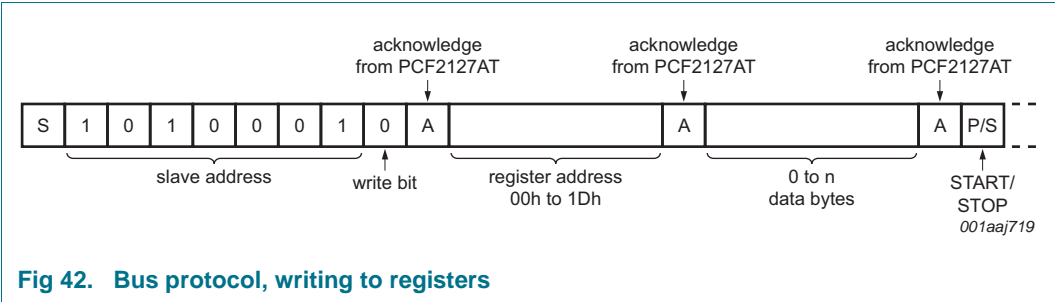 acknowledge
from PCF2127AT
acknowledge
from PCF2127AT
acknowledge
from PCF2127AT
S 1 0 1 0 0 0 1 0 A A A P/S
slave address
write bit
register address
00h to 1Dh
0 to n
data bytes
START/
STOP
001aaj719
Fig 42. Bus protocol, writing to registers